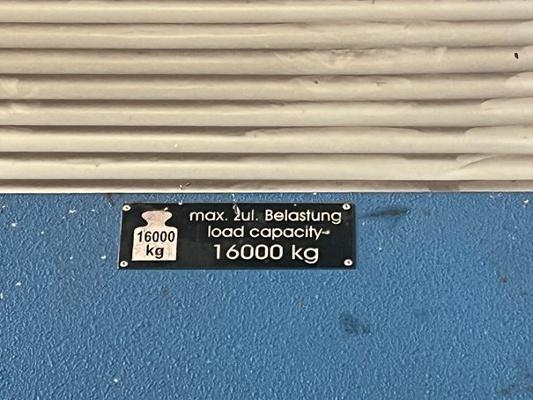 16000
kg
max. zul. Belastung
load capacity
16000 kg